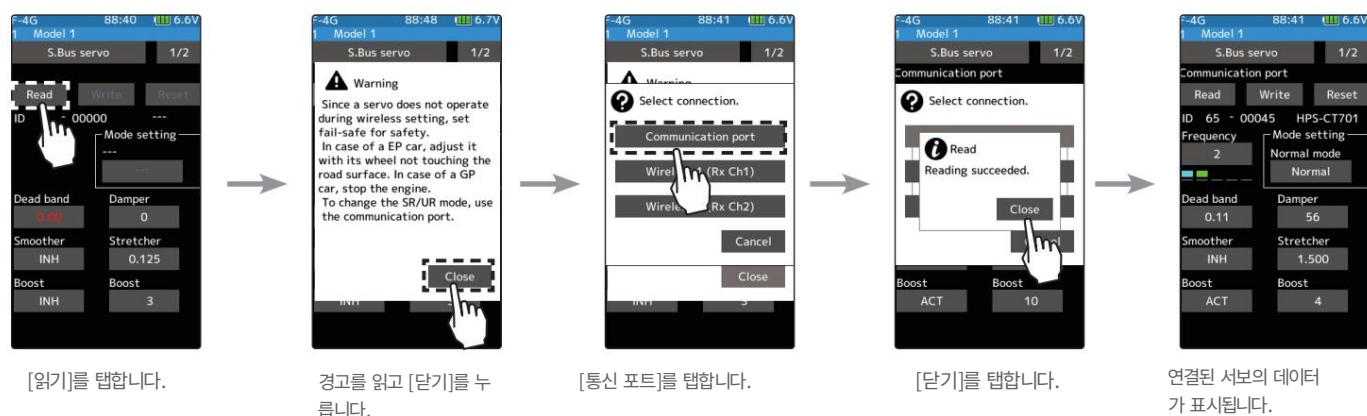 F-4G 88:40 6.6V
1 Model 1
S.Bus servo 1/2
Read Write Reset
ID - 00000 ---
Mode setting
---
---
Dead band Damper
0.00 0
Smoother Stretcher
INH 0.125
Boost Boost
INH 3
[읽기]를 탭합니다.
F-4G 88:48 6.7V
1 Model 1
S.Bus servo 1/2
Warning
Since a servo does not operate
during wireless setting, set
fail-safe for safety.
In case of a EP car, adjust it
with its wheel not touching the
road surface. In case of a GP
car, stop the engine.
To change the SR/UR mode, use
the communication port.
Close
INH
경고를 읽고 [닫기]를 누
릅니다.
F-4G 88:41 6.6V
1 Model 1
S.Bus servo 1/2
Warning
Select connection.
Communication port
(Rx Ch1)
(Rx Ch2)
Cancel
Close
INH 3
[통신 포트]를 탭합니다.
F-4G 88:41 6.6V
1 Model 1
S.Bus servo 1/2
Communication port
Select connection.
Read
Reading succeeded.
Close
Boost Boost
ACT 10
[닫기]를 탭합니다.
F-4G 88:41 6.6V
1 Model 1
S.Bus servo 1/2
Communication port
Read Write Reset
ID 65 - 00045 HPS-CT701
Frequency Mode setting
2 Normal mode
Normal
Dead band Damper
0.11 56
Smoother Stretcher
INH 1.500
Boost Boost
ACT 4
연결된 서보의 데이터
가 표시됩니다.